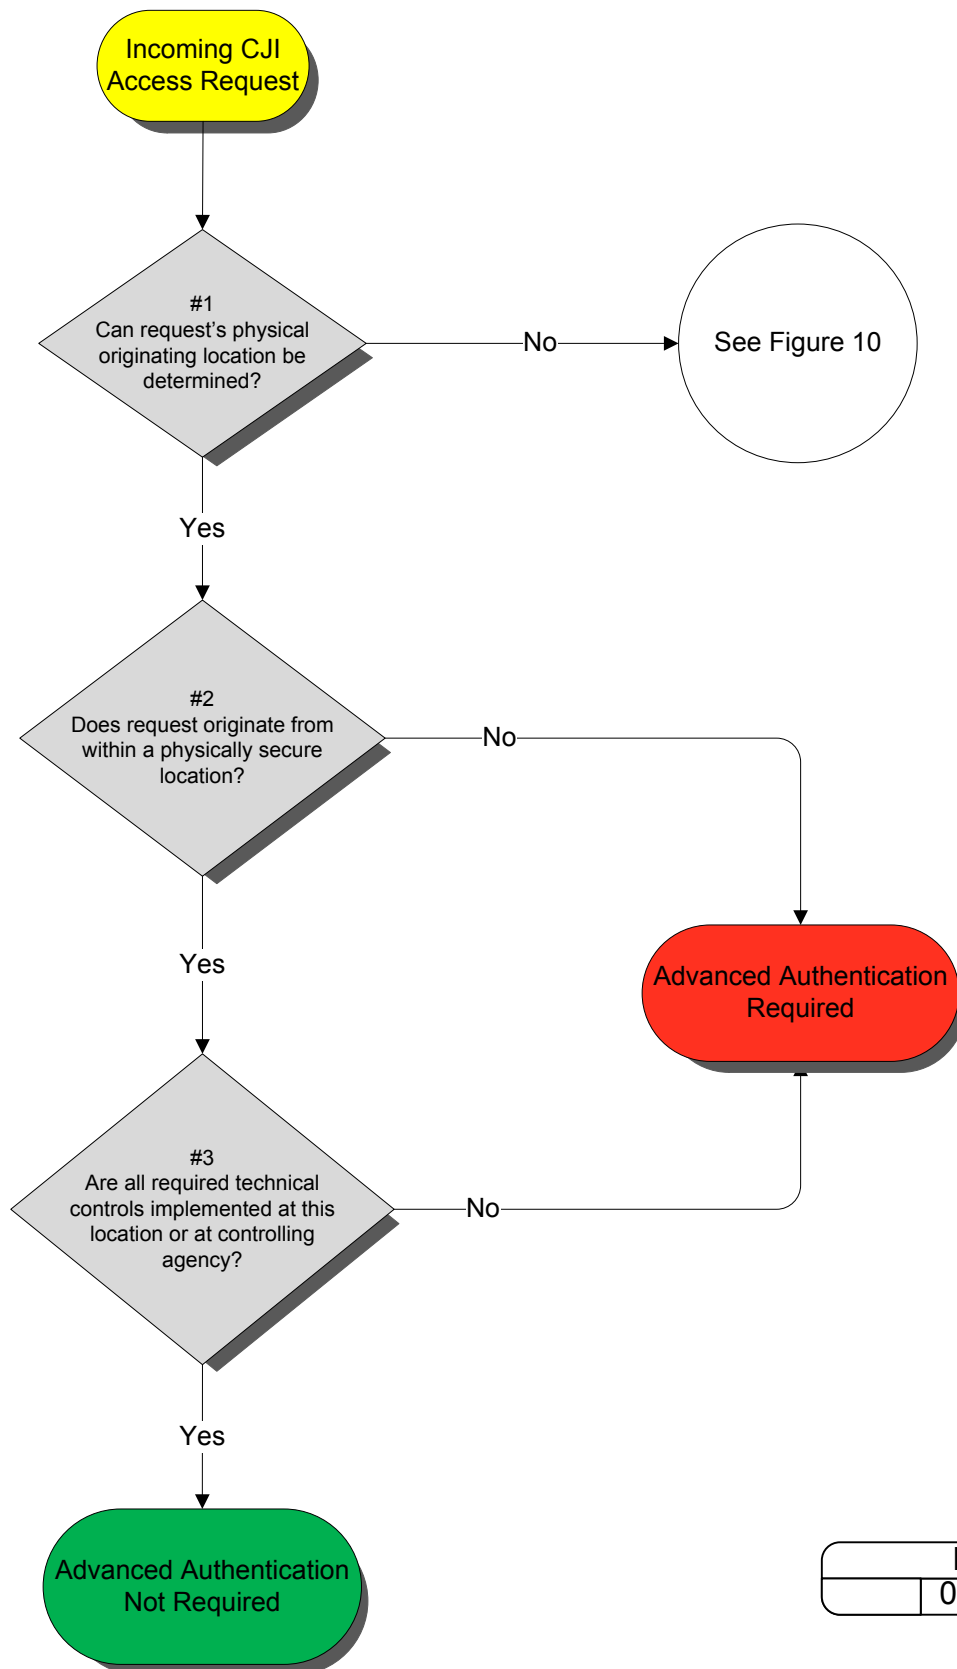 Incoming CJI
Access Request
#1
Can request's physical
originating location be
determined?
No
See Figure 10
Yes
#2
Does request originate from
within a physically secure
location?
No
Yes
Advanced Authentication
Required
#3
Are all required technical
controls implemented at this
location or at controlling
agency?
No
Yes
Advanced Authentication
Not Required
0